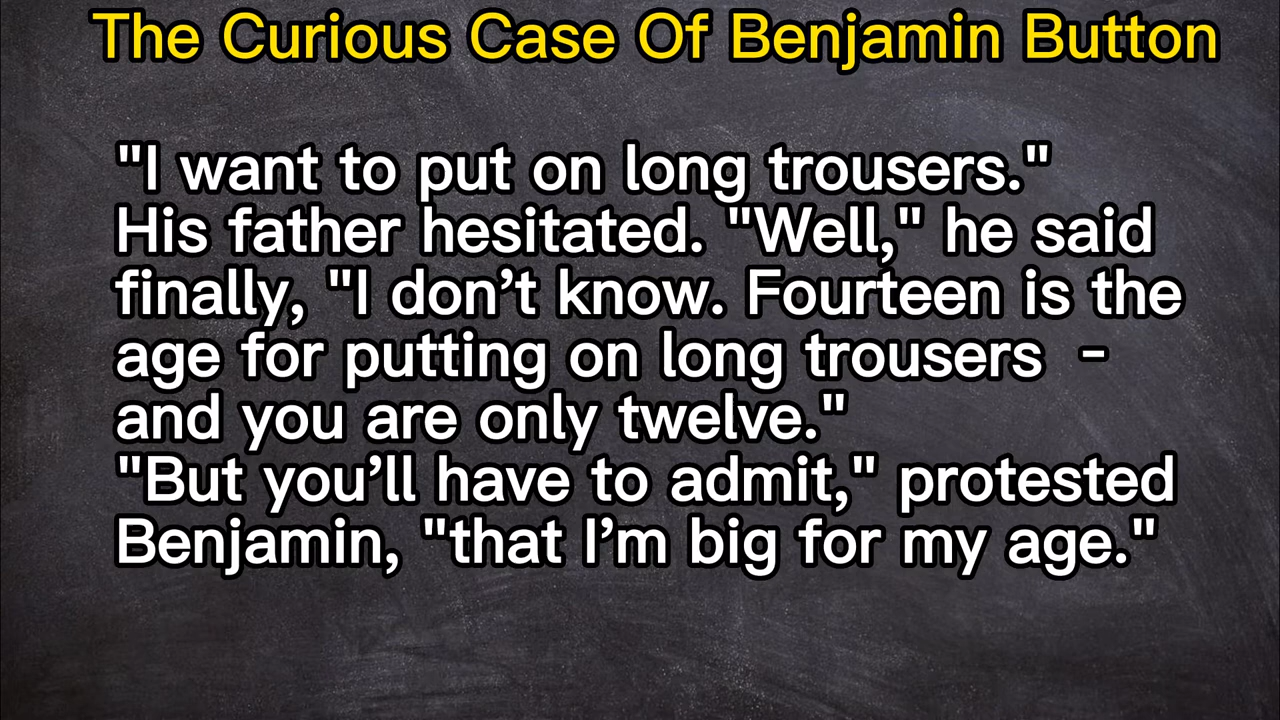 The Curious Case Of Benjamin Button
"I want to put on long trousers."
His father hesitated. "Well," he said
finally, "I don’t know. Fourteen is the
age for putting on long trousers  -
and you are only twelve."
"But you’ll have to admit," protested
Benjamin, "that I’m big for my age."